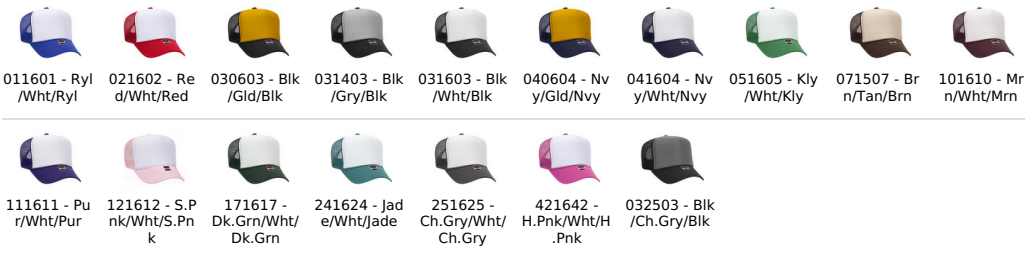 011601 - Ryl
/Wht/Ryl
021602 - Re
d/Wht/Red
030603 - Blk
/Gld/Blk
031403 - Blk
/Gry/Blk
031603 - Blk
/Wht/Blk
040604 - Nv
y/Gld/Nvy
041604 - Nv
y/Wht/Nvy
051605 - Kly
/Wht/Kly
071507 - Br
n/Tan/Brn
101610 - Mr
n/Wht/Mrn
111611 - Pu
r/Wht/Pur
121612 - S.P
nk/Wht/S.Pn
k
171617 -
Dk.Grn/Wht/
Dk.Grn
241624 - Jad
e/Wht/Jade
251625 -
Ch.Gry/Wht/
Ch.Gry
421642 -
H.Pnk/Wht/H
.Pnk
032503 - Blk
/Ch.Gry/Blk